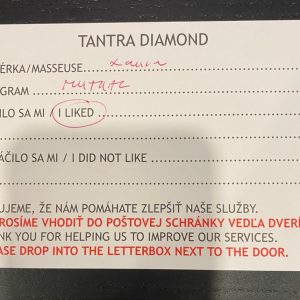 TANTRA DIAMOND
ÉRKA/MASSEUSE
GRAM
ILO SA MI / I LIKED
ÁČILO SA MI / I DID NOT LIKE
UJEME, ŽE NÁM POMÁHATE ZLEPŠIŤ NAŠE SLUŽBY.
ROSÍME VHODIŤ DO POŠTOVEJ SCHRÁNKY VEDĽA DVERÍ
NK YOU FOR HELPING US TO IMPROVE OUR SERVICES.
ASE DROP INTO THE LETTERBOX NEXT TO THE DOOR.